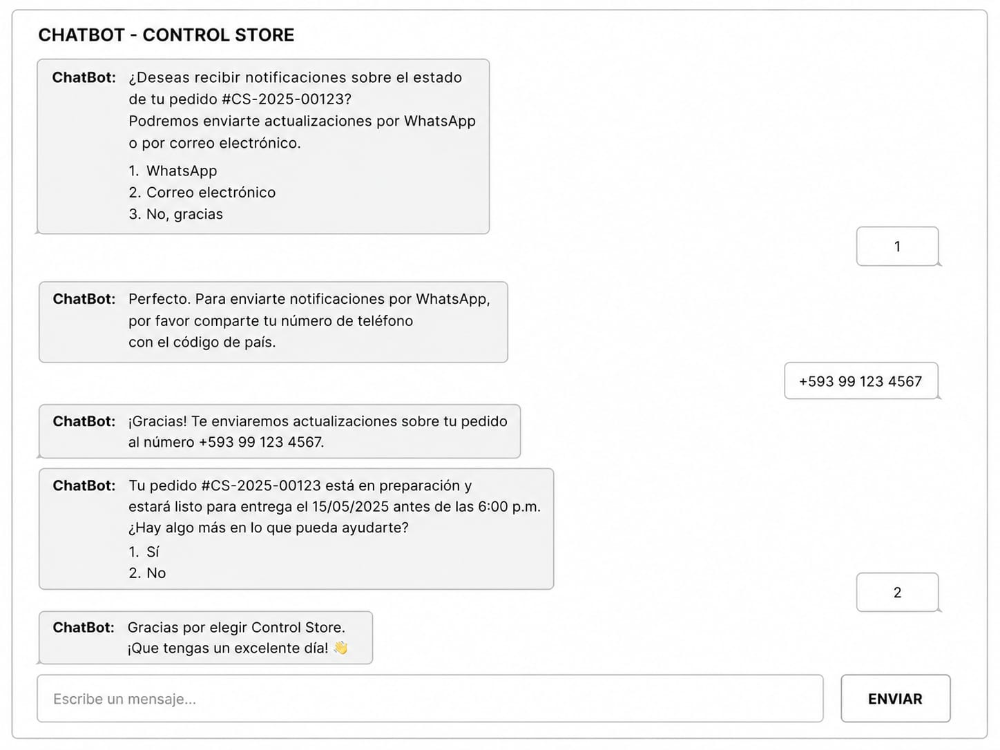 CHATBOT - CONTROL STORE
ChatBot: ¿Deseas recibir notificaciones sobre el estado
de tu pedido #CS-2025-00123?
Podremos enviarte actualizaciones por WhatsApp
o por correo electrónico.
1. WhatsApp
2. Correo electrónico
3. No, gracias
1
ChatBot: Perfecto. Para enviarte notificaciones por WhatsApp,
por favor comparte tu número de teléfono
con el código de país.
+593 99 123 4567
ChatBot: ¡Gracias! Te enviaremos actualizaciones sobre tu pedido
al número +593 99 123 4567.
ChatBot: Tu pedido #CS-2025-00123 está en preparación y
estará listo para entrega el 15/05/2025 antes de las 6:00 p.m.
¿Hay algo más en lo que pueda ayudarte?
1. Sí
2. No
2
ChatBot: Gracias por elegir Control Store.
¡Que tengas un excelente día! 👋
Escribe un mensaje...
ENVIAR